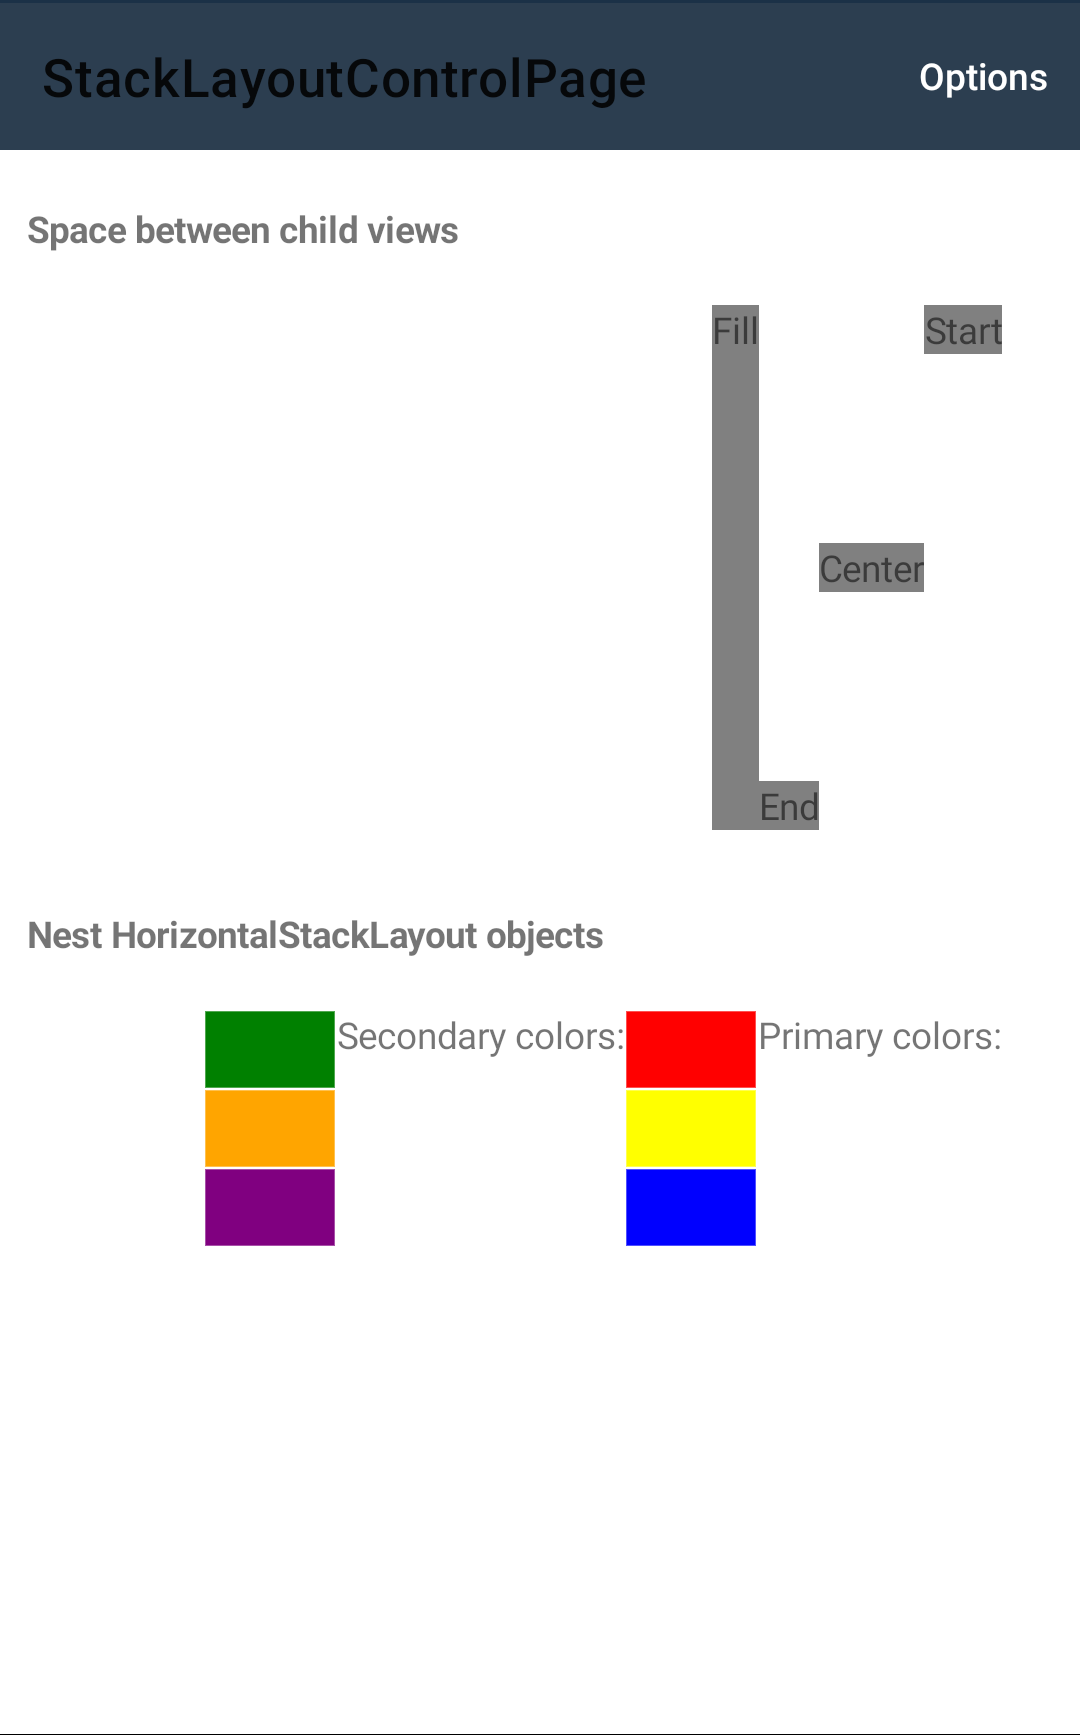 StackLayoutControlPage
Options
Space between child views
Fill
Start
Center
End
Nest HorizontalStackLayout objects
Secondary colors:
Primary colors: